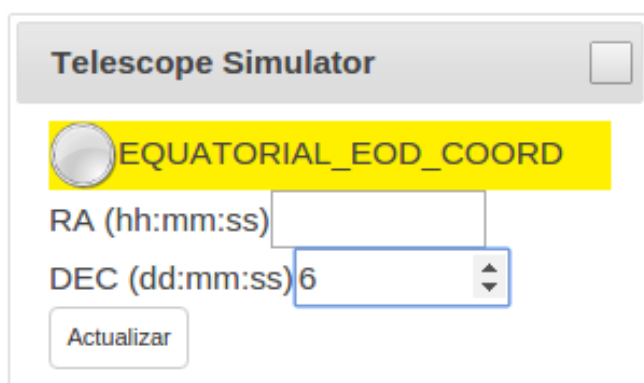 Telescope Simulator
EQUATORIAL_EOD_COORD
RA (hh:mm:ss)
DEC (dd:mm:ss) 6
Actualizar